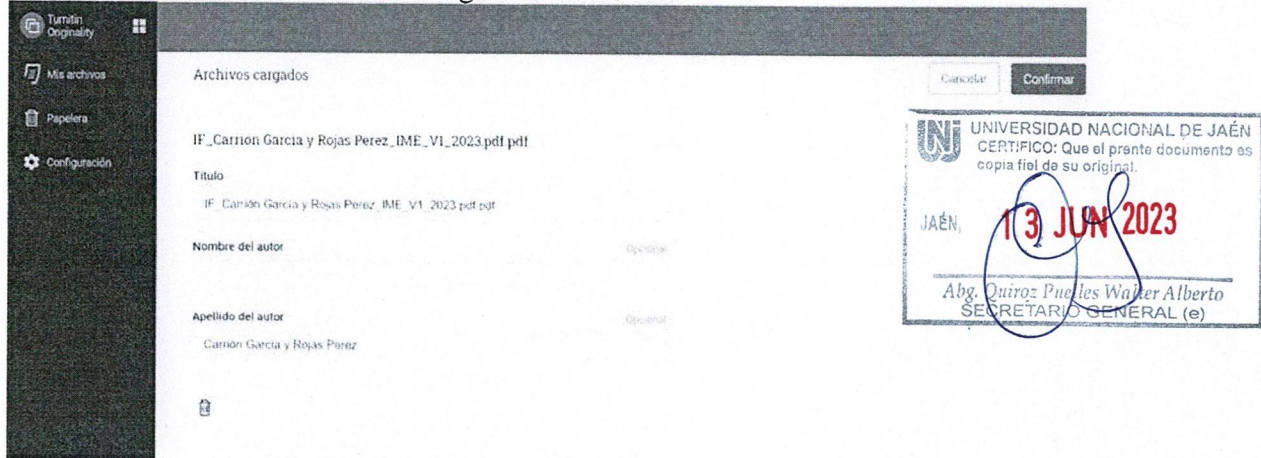 Turnitin
Originality
Mis archivos
Papelera
Configuración
Archivos cargados
Cancelar
Confirmar
IF_Carrion Garcia y Rojas Perez_IME_V1_2023.pdf.pdf
Título
IF_Carrión Garcia y Rojas Perez_IME_V1_2023.pdf.pdf
Nombre del autor
Opcional
Apellido del autor
Opcional
Carrión Garcia y Rojas Perez
UNJ UNIVERSIDAD NACIONAL DE JAÉN
CERTIFICO: Que el prente documento es
copia fiel de su original.
JAÉN, 13 JUN 2023
Abg. Quiroz Puelles Walter Alberto
SECRETARIO GENERAL (e)